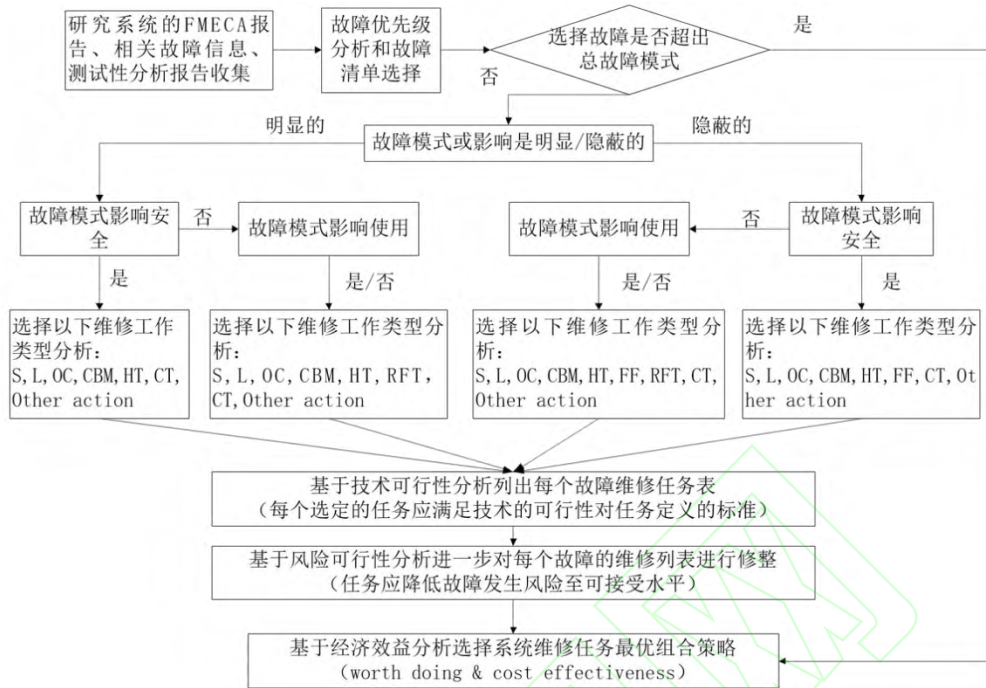 研究系统的FMECA报
告、相关故障信息、
测试性分析报告收集
故障优先级
分析和故障
清单选择
选择故障是否超出
总故障模式
是
否
明显的
故障模式或影响是明显/隐蔽的
隐蔽的
故障模式影响安
全
否
故障模式影响使用
故障模式影响使用
否
故障模式影响
安全
是
是/否
是/否
是
选择以下维修工作
类型分析：
S,L,OC,CBM,HT,CT,
Other action
选择以下维修工作类型分
析：
S,L,OC,CBM,HT,RFT，
CT,Other action
选择以下维修工作类型分
析：
S,L,OC,CBM,HT,FF,RFT,CT,
Other action
选择以下维修工作类型分
析：
S,L,OC,CBM,HT,FF,CT,Ot
her action
基于技术可行性分析列出每个故障维修任务表
（每个选定的任务应满足技术的可行性对任务定义的标准）
基于风险可行性分析进一步对每个故障的维修列表进行修整
（任务应降低故障发生风险至可接受水平）
基于经济效益分析选择系统维修任务最优组合策略
（worth doing & cost effectiveness）